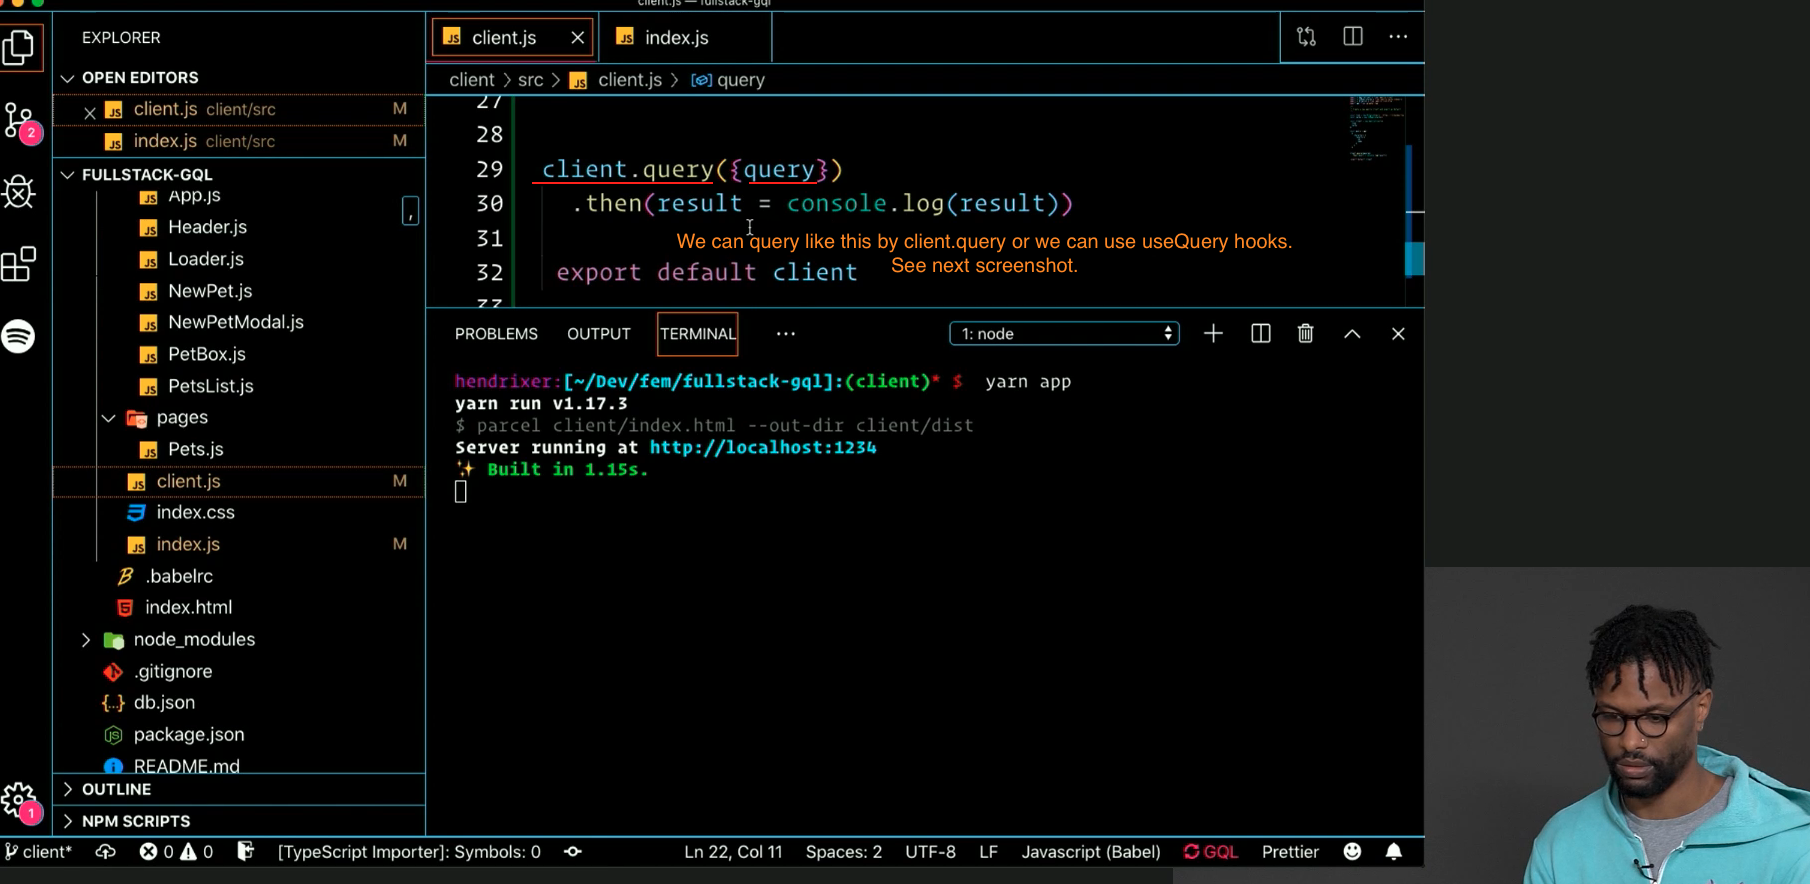 client.js — fullstack-gql
EXPLORER
OPEN EDITORS
client.js client/src M
index.js client/src M
FULLSTACK-GQL
App.js
Header.js
Loader.js
NewPet.js
NewPetModal.js
PetBox.js
PetsList.js
pages
Pets.js
client.js M
index.css
index.js M
.babelrc
index.html
node_modules
.gitignore
db.json
package.json
README.md
OUTLINE
NPM SCRIPTS
2
1
client.js
index.js
client > src > client.js > query
27
28
29 client.query({query})
30 .then(result = console.log(result))
31
We can query like this by client.query or we can use useQuery hooks.
See next screenshot.
32 export default client
33
PROBLEMS OUTPUT TERMINAL ··· 1: node
hendrixer:[~/Dev/fem/fullstack-gql]:(client)* $ yarn app
yarn run v1.17.3
$ parcel client/index.html --out-dir client/dist
Server running at http://localhost:1234
✨ Built in 1.15s.
client* 0 0 [TypeScript Importer]: Symbols: 0 Ln 22, Col 11 Spaces: 2 UTF-8 LF Javascript (Babel) GQL Prettier